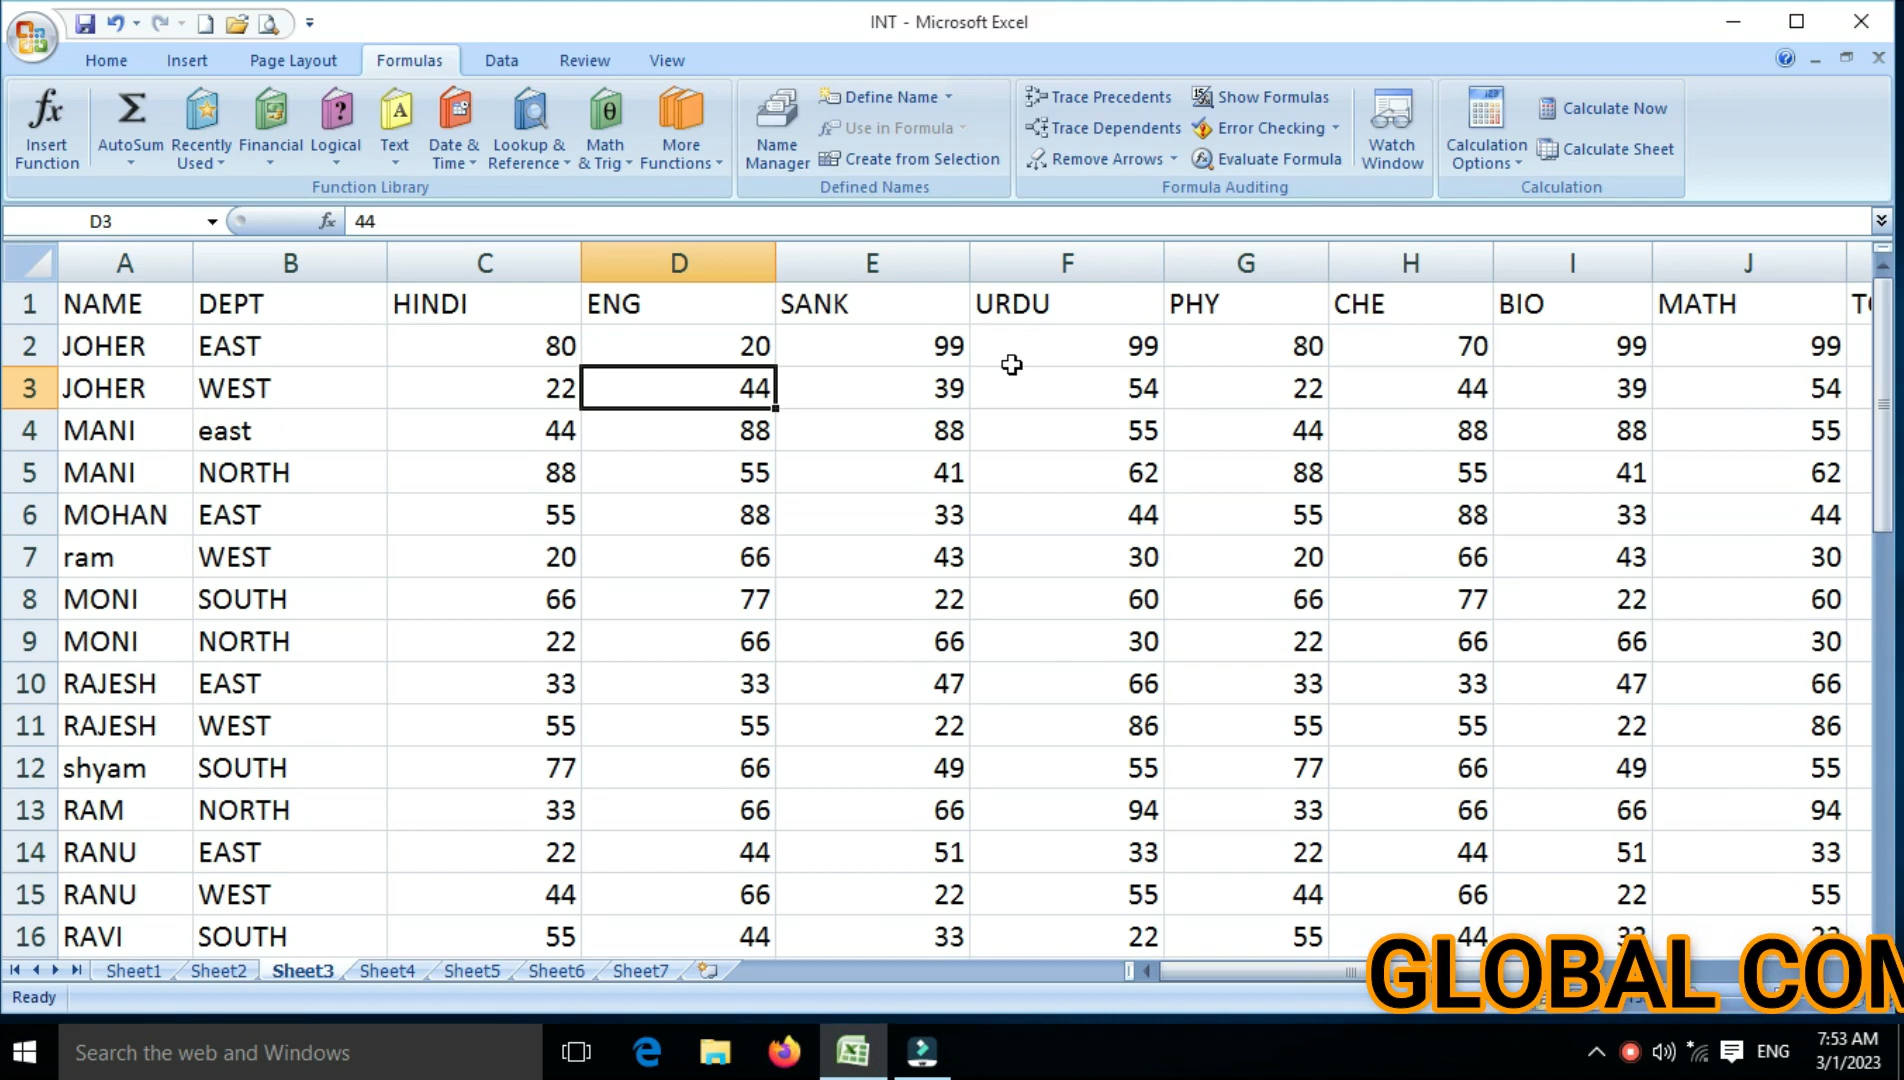 INT - Microsoft Excel
Home Insert Page Layout Formulas Data Review View
Insert Function AutoSum Recently Used Financial Logical Text Date & Time Lookup & Reference Math & Trig More Functions
Function Library
Name Manager Define Name Use in Formula Create from Selection
Defined Names
Trace Precedents Show Formulas
Trace Dependents Error Checking
Remove Arrows Evaluate Formula
Watch Window
Formula Auditing
Calculation Options Calculate Now Calculate Sheet
Calculation
D3 fx 44
A B C D E F G H I J
1 NAME DEPT HINDI ENG SANK URDU PHY CHE BIO MATH
2 JOHER EAST 80 20 99 99 80 70 99 99
3 JOHER WEST 22 44 39 54 22 44 39 54
4 MANI east 44 88 88 55 44 88 88 55
5 MANI NORTH 88 55 41 62 88 55 41 62
6 MOHAN EAST 55 88 33 44 55 88 33 44
7 ram WEST 20 66 43 30 20 66 43 30
8 MONI SOUTH 66 77 22 60 66 77 22 60
9 MONI NORTH 22 66 66 30 22 66 66 30
10 RAJESH EAST 33 33 47 66 33 33 47 66
11 RAJESH WEST 55 55 22 86 55 55 22 86
12 shyam SOUTH 77 66 49 55 77 66 49 55
13 RAM NORTH 33 66 66 94 33 66 66 94
14 RANU EAST 22 44 51 33 22 44 51 33
15 RANU WEST 44 66 22 55 44 66 22 55
16 RAVI SOUTH 55 44 33 22 55 44
Sheet1 Sheet2 Sheet3 Sheet4 Sheet5 Sheet6 Sheet7
Ready
GLOBAL COM
Search the web and Windows
ENG
7:53 AM
3/1/2023